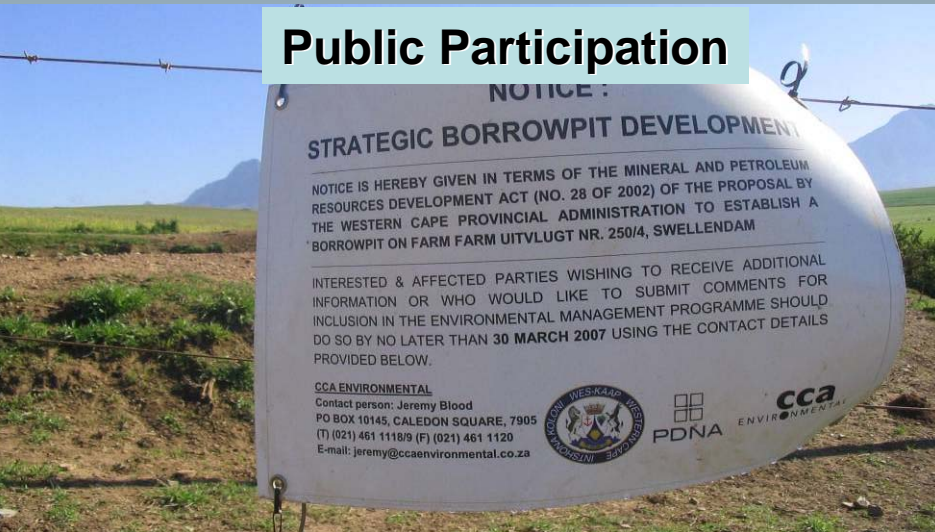 Public Participation
NOTICE :
STRATEGIC BORROWPIT DEVELOPMENT
NOTICE IS HEREBY GIVEN IN TERMS OF THE MINERAL AND PETROLEUM
RESOURCES DEVELOPMENT ACT (NO. 28 OF 2002) OF THE PROPOSAL BY
THE WESTERN CAPE PROVINCIAL ADMINISTRATION TO ESTABLISH A
BORROWPIT ON FARM FARM UITVLUGT NR. 250/4, SWELLENDAM
INTERESTED & AFFECTED PARTIES WISHING TO RECEIVE ADDITIONAL
INFORMATION OR WHO WOULD LIKE TO SUBMIT COMMENTS FOR
INCLUSION IN THE ENVIRONMENTAL MANAGEMENT PROGRAMME SHOULD
DO SO BY NO LATER THAN 30 MARCH 2007 USING THE CONTACT DETAILS
PROVIDED BELOW.
CCA ENVIRONMENTAL
Contact person: Jeremy Blood
PO BOX 10145, CALEDON SQUARE, 7905
(T) (021) 461 1118/9 (F) (021) 461 1120
E-mail: jeremy@ccaenvironmental.co.za
WES-KAAP WESTERN CAPE INTSHONA KOLONI
PDNA
cca
ENVIRONMENTAL